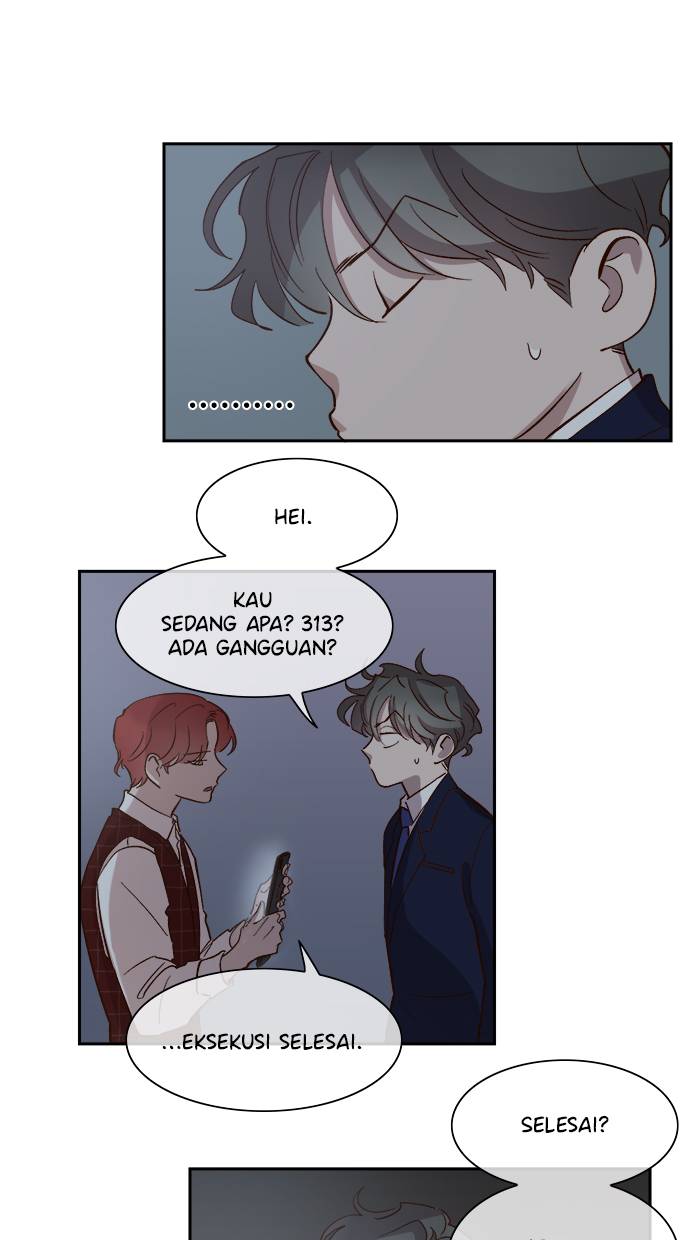 ..........
HEI.
KAU
SEDANG APA? 313?
ADA GANGGUAN?
...EKSEKUSI SELESAI.
SELESAI?